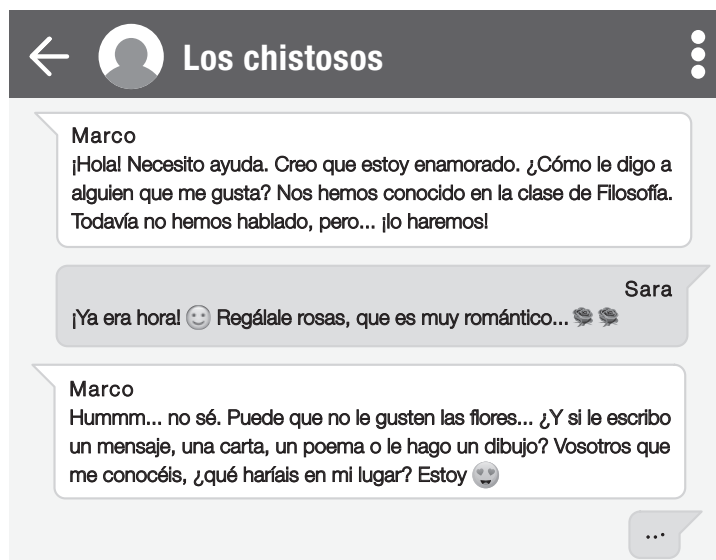 Los chistosos
Marco
¡Hola! Necesito ayuda. Creo que estoy enamorado. ¿Cómo le digo a
alguien que me gusta? Nos hemos conocido en la clase de Filosofía.
Todavía no hemos hablado, pero... ¡lo haremos!
Sara
¡Ya era hora! 🙂 Regálale rosas, que es muy romántico... 🌹🌹
Marco
Hummm... no sé. Puede que no le gusten las flores... ¿Y si le escribo
un mensaje, una carta, un poema o le hago un dibujo? Vosotros que
me conocéis, ¿qué haríais en mi lugar? Estoy 😍
...